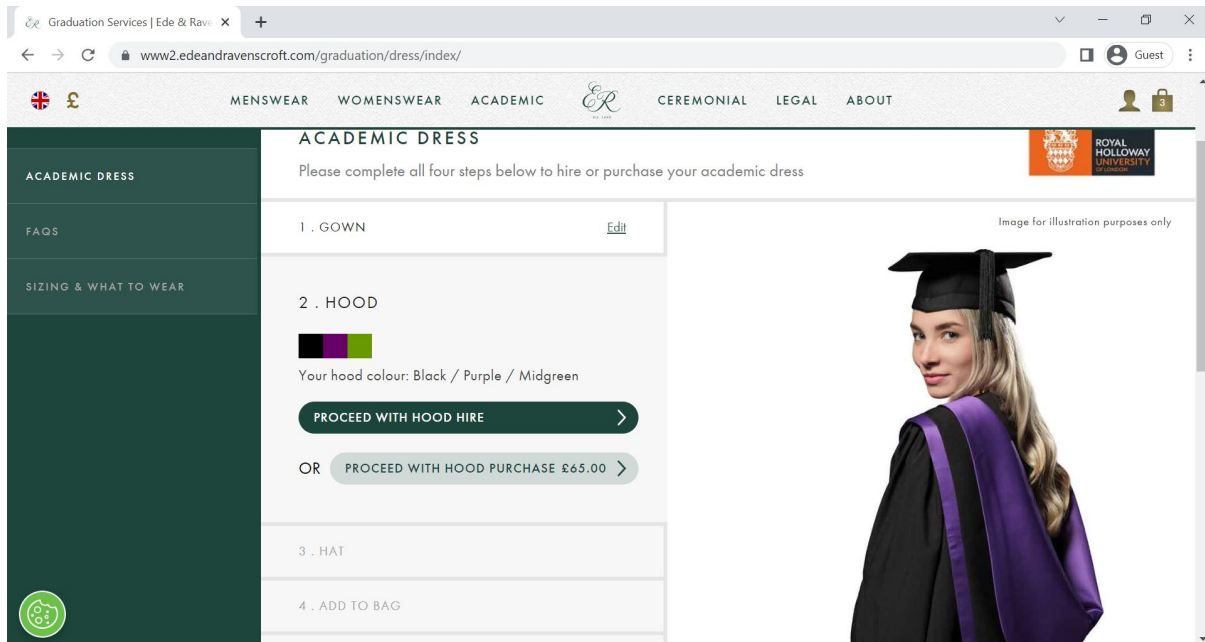 Graduation Services | Ede & Rave
www2.edeandravenscroft.com/graduation/dress/index/
Guest
£
MENSWEAR WOMENSWEAR ACADEMIC ER CEREMONIAL LEGAL ABOUT
3
ACADEMIC DRESS
FAQS
SIZING & WHAT TO WEAR
ACADEMIC DRESS
Please complete all four steps below to hire or purchase your academic dress
ROYAL
HOLLOWAY
UNIVERSITY
OF LONDON
1 . GOWN Edit
Image for illustration purposes only
2 . HOOD
Your hood colour: Black / Purple / Midgreen
PROCEED WITH HOOD HIRE
OR PROCEED WITH HOOD PURCHASE £65.00
3 . HAT
4 . ADD TO BAG